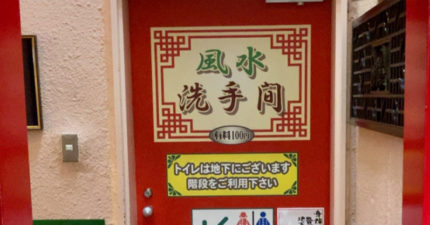 風水
洗手间
有料100円
トイレは地下にございます
階段をご利用下さい